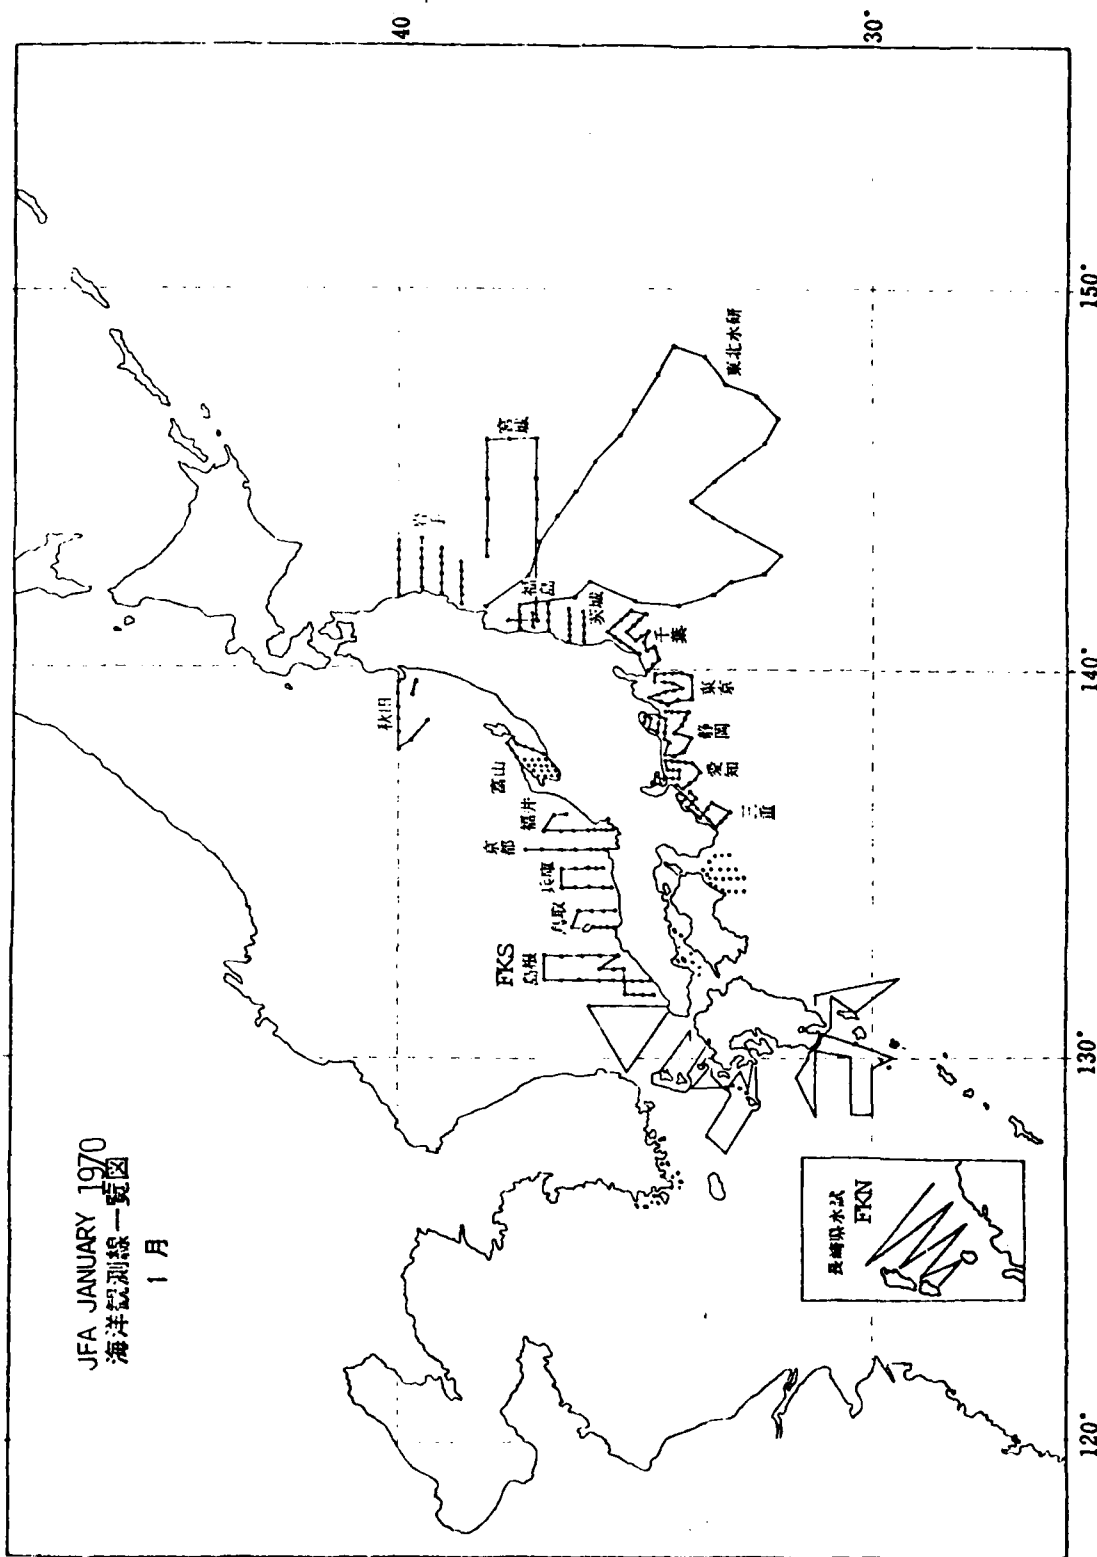 JFA JANUARY 1970
海洋観測線一覧図
1 月
40
30°
150°
140°
130°
120°
東北水研
宮城
岩手
福島
茨城
千葉
東京
静岡
愛知
三重
秋田
富山
福井
京都
兵庫
鳥取
FKS
島根
長崎県水試
FKN